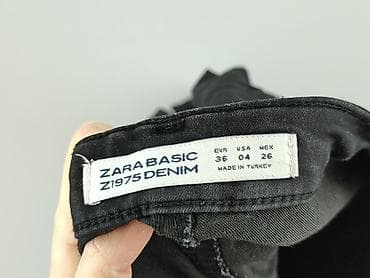 ZARA BASIC
Z1975 DENIM
EUR USA MEX
36 04 26
MADE IN TURKEY